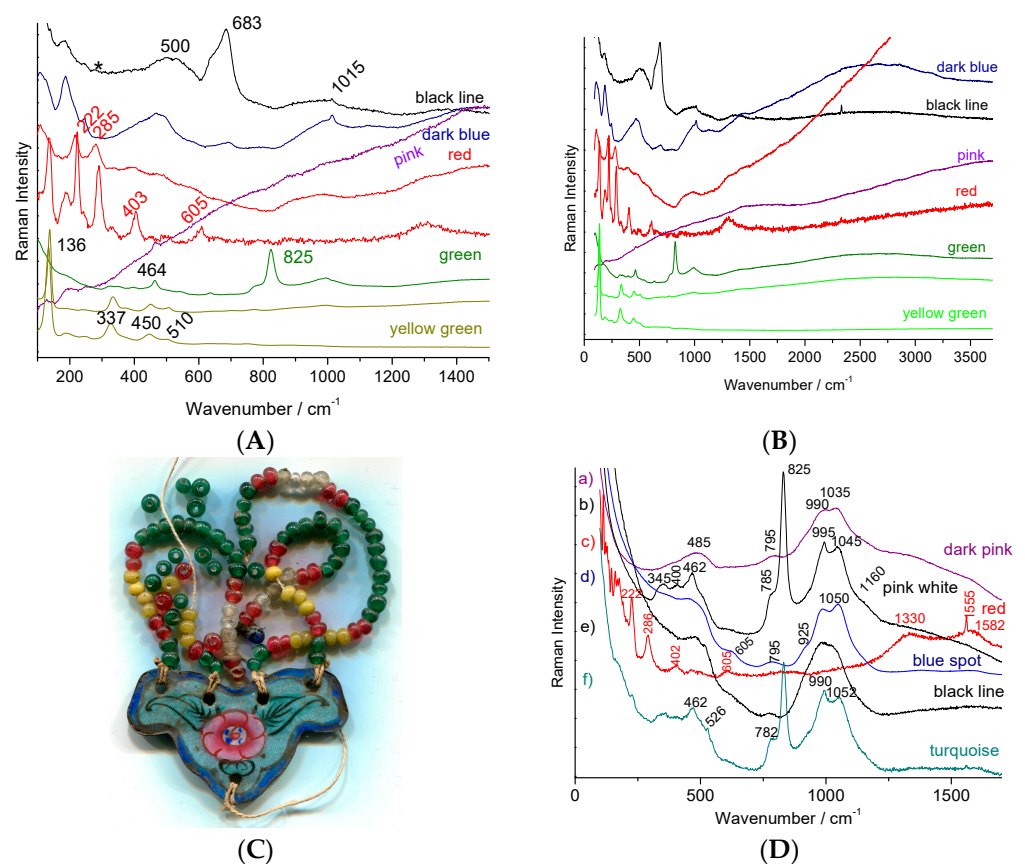 683
500
*
1015
black line
222
285
dark blue
pink
red
403
605
136
464
825
green
337
450
510
yellow green
Raman Intensity
200 400 600 800 1000 1200 1400
Wavenumber / cm-1
(A)
dark blue
black line
pink
red
green
yellow green
Raman Intensity
0 500 1000 1500 2000 2500 3000 3500
Wavenumber / cm-1
(B)
(C)
a)
b)
c)
d)
e)
f)
825
990 1035
485
795
995 1045
dark pink
345 400 462
785
1160
pink white
222
1050
red
1555
1330
1582
286
605
925
402
605
795
blue spot
black line
462
526
990
1052
782
turquoise
Raman Intensity
0 500 1000 1500
Wavenumber / cm-1
(D)